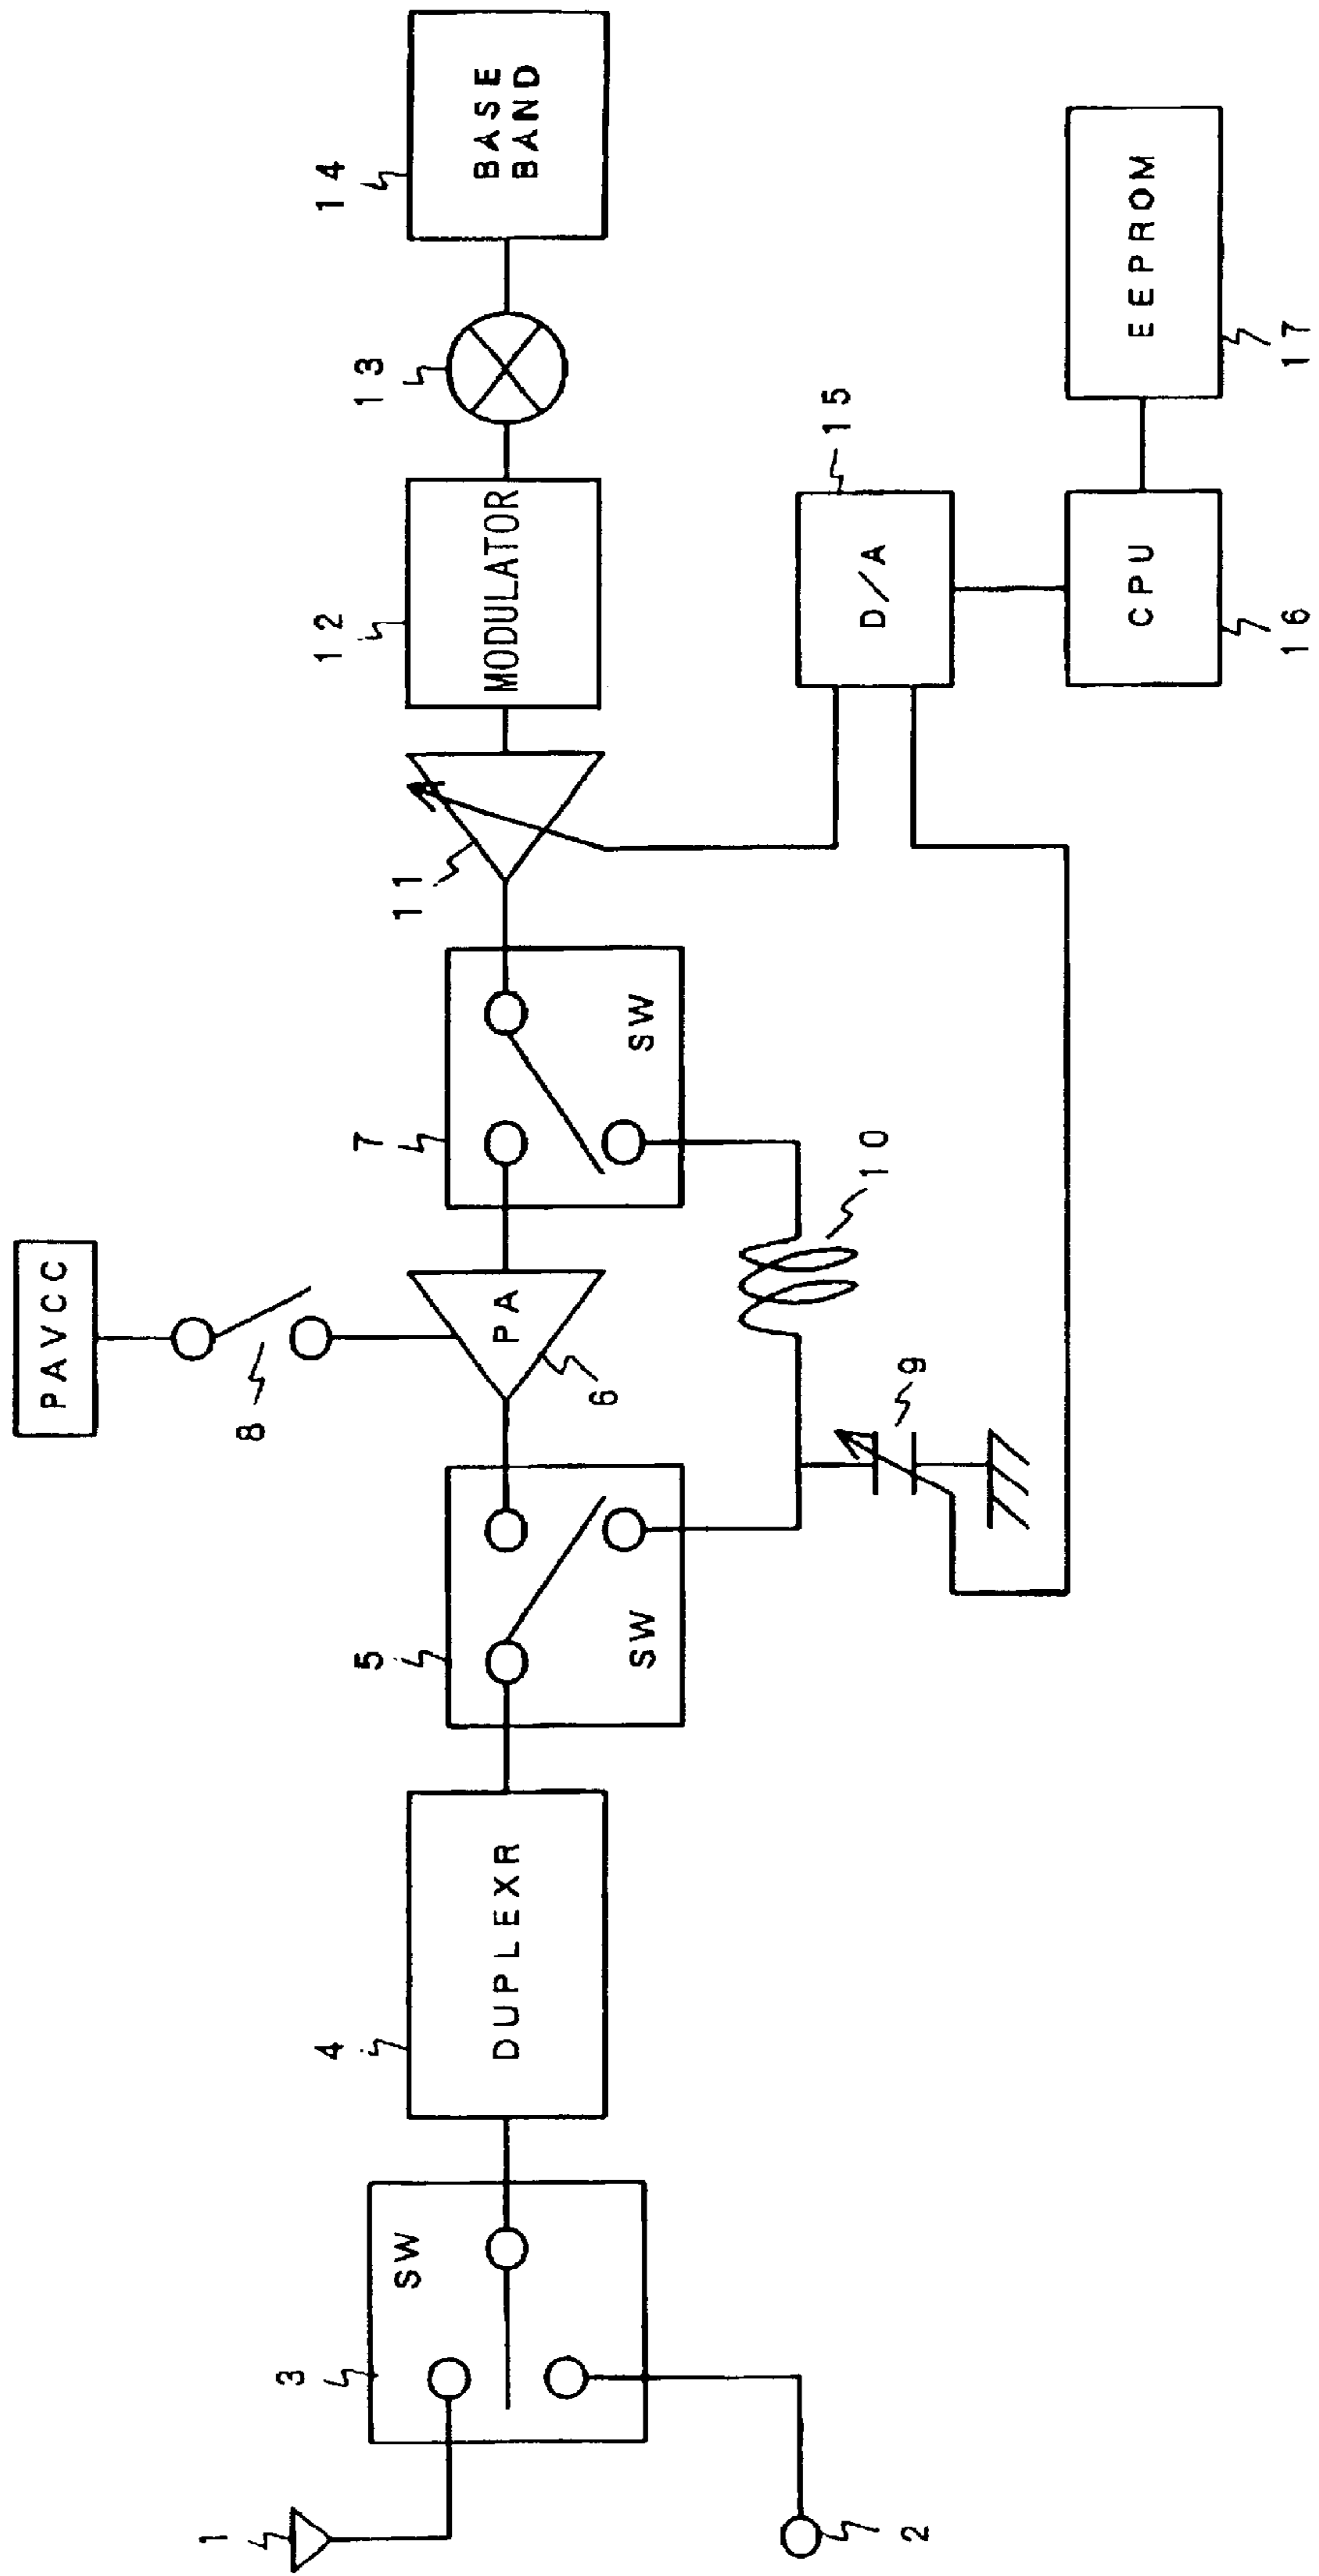 PAVCC
8
1
3
SW
4
DUPLEXR
5
SW
6
PA
7
SW
11
12
MODULATOR
13
14
BASE
BAND
2
9
10
15
D/A
16
CPU
17
EEPROM